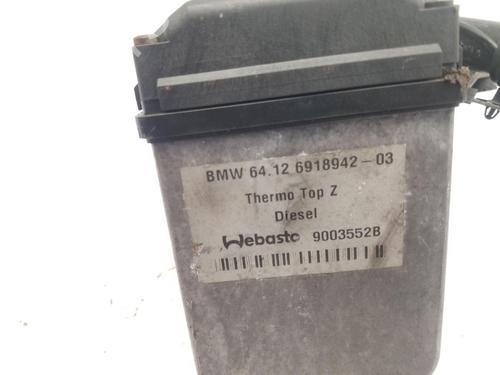 BMW 64.12 6918942-03
Thermo Top Z
Diesel
Webasto 9003552B